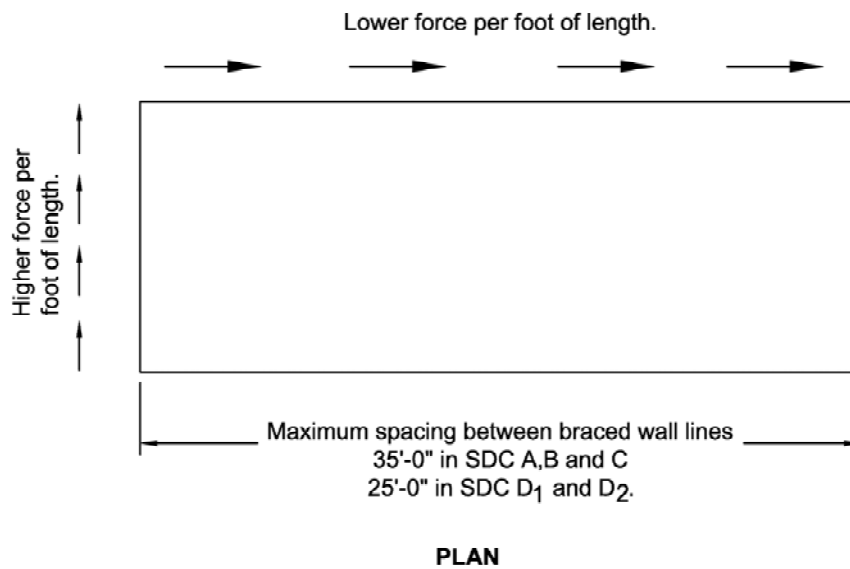 Lower force per foot of length.
Higher force per
foot of length.
Maximum spacing between braced wall lines
35'-0" in SDC A,B and C
25'-0" in SDC D1 and D2.
PLAN